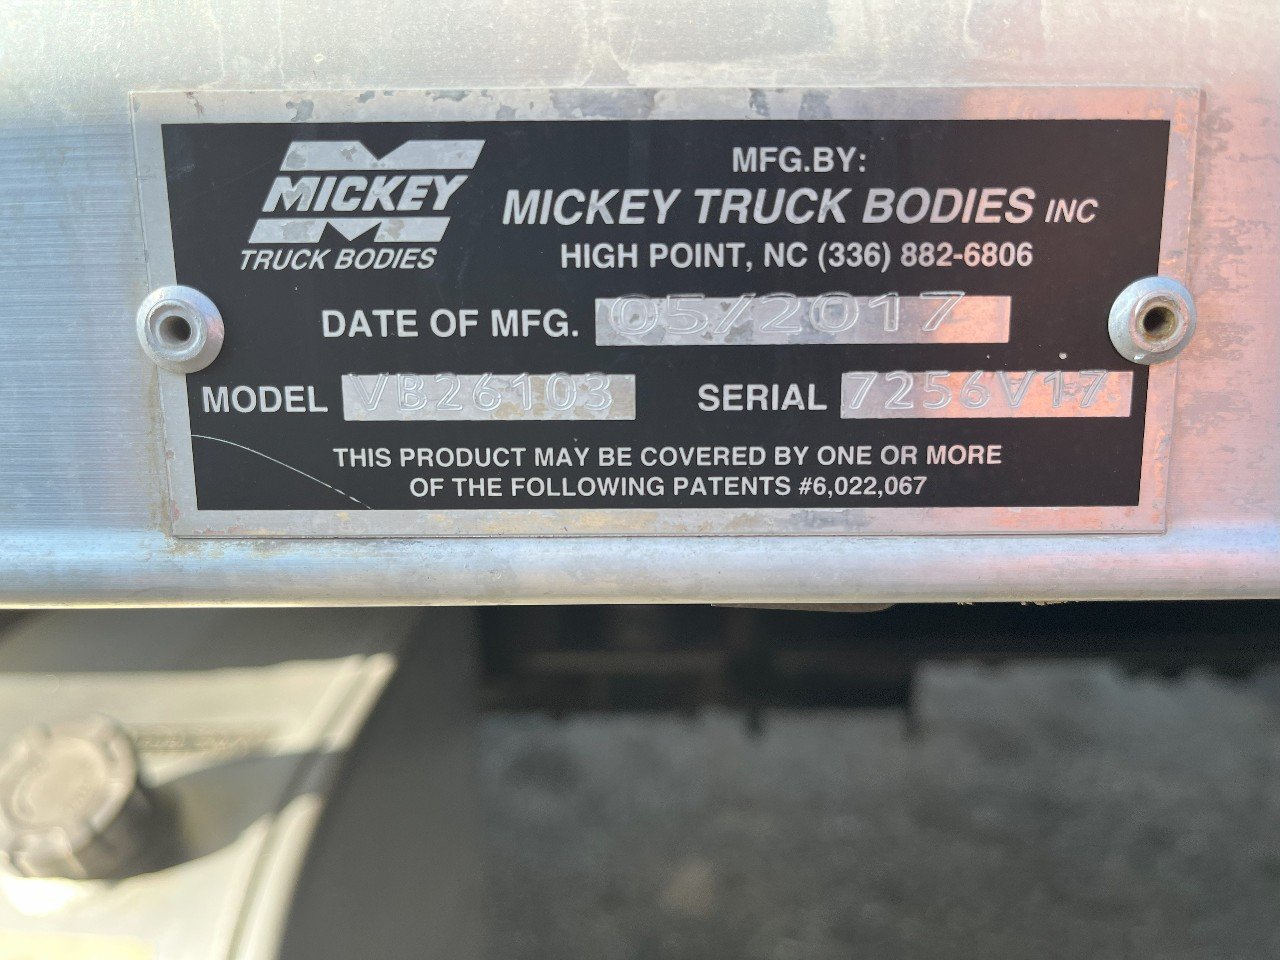 MICKEY
TRUCK BODIES
MFG.BY:
MICKEY TRUCK BODIES INC
HIGH POINT, NC (336) 882-6806
DATE OF MFG. 05/2017
MODEL VB26103 SERIAL 7256V17
THIS PRODUCT MAY BE COVERED BY ONE OR MORE
OF THE FOLLOWING PATENTS #6,022,067